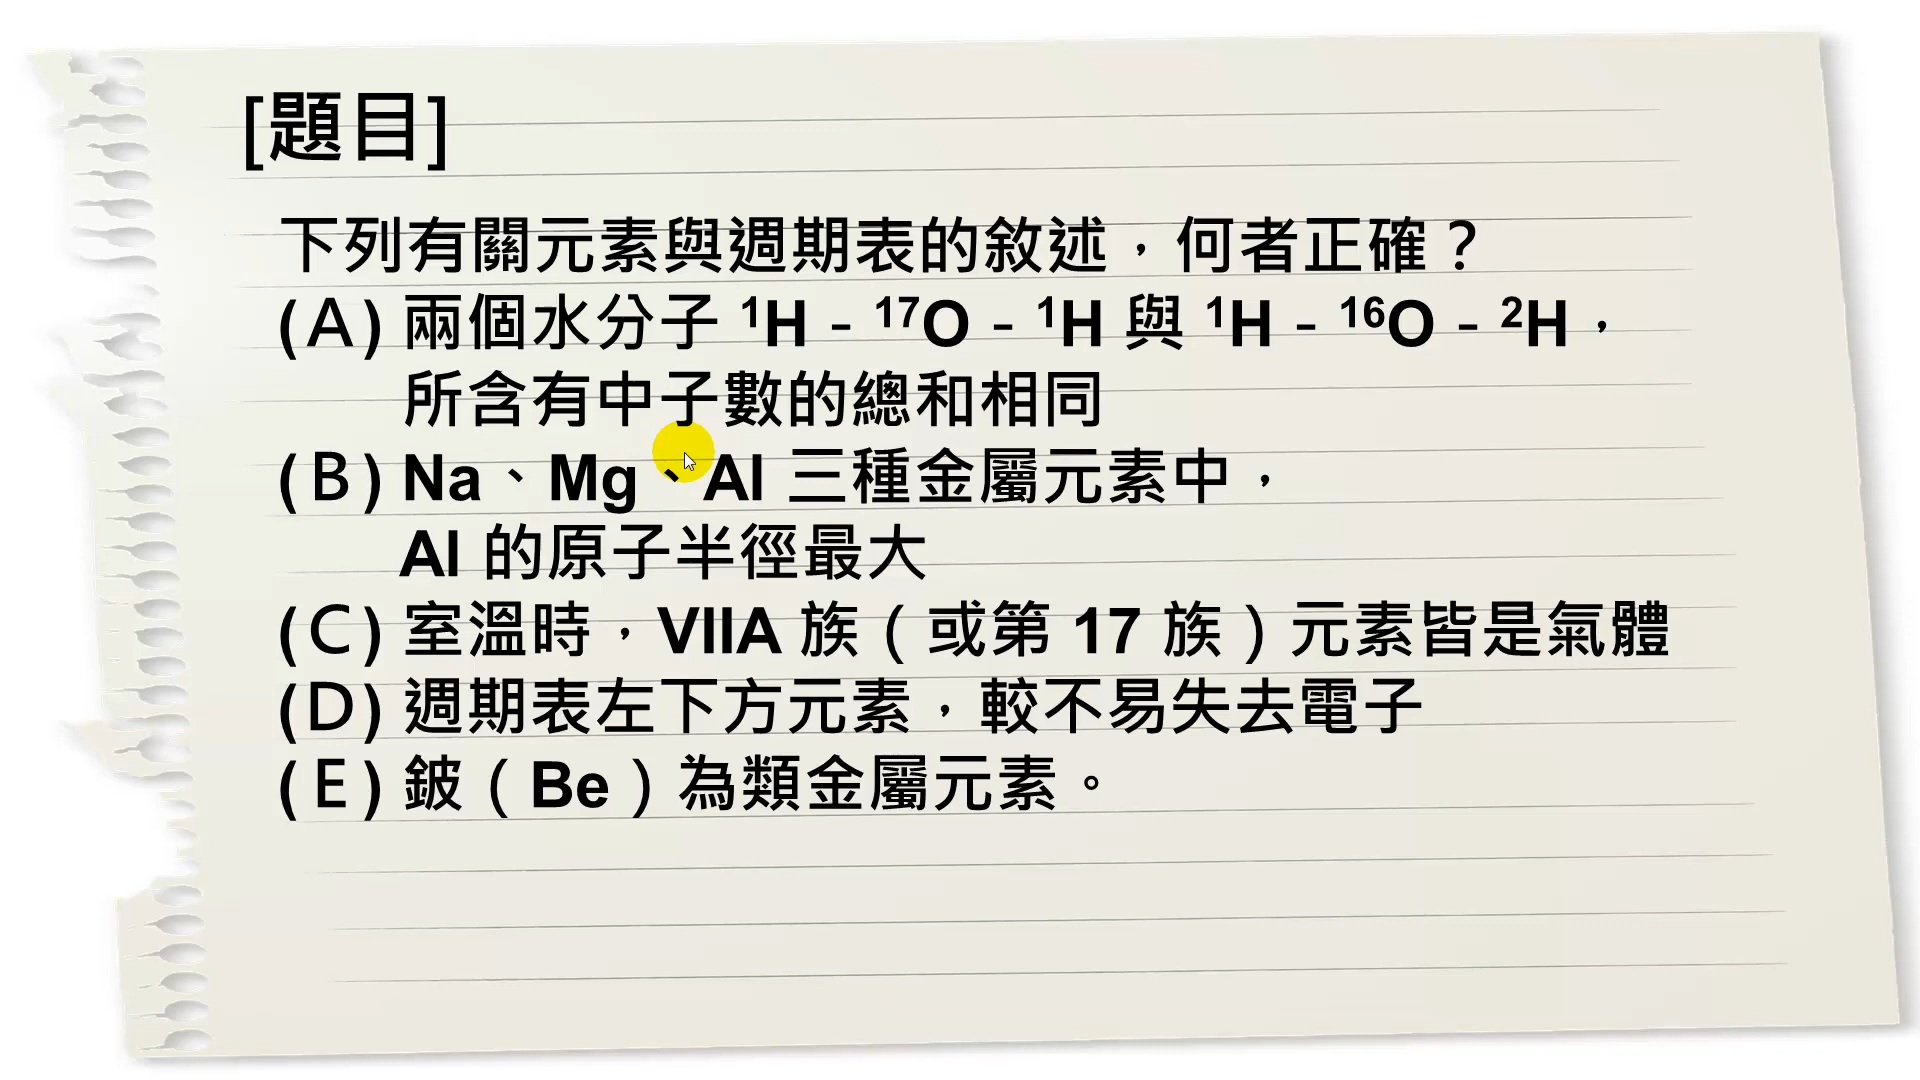 [題目]
下列有關元素與週期表的敘述，何者正確？
(A) 兩個水分子 ¹H－¹⁷O－¹H 與 ¹H－¹⁶O－²H，
所含有中子數的總和相同
(B) Na、Mg、Al 三種金屬元素中，
Al 的原子半徑最大
(C) 室溫時，VIIA 族（或第 17 族）元素皆是氣體
(D) 週期表左下方元素，較不易失去電子
(E) 鈹（Be）為類金屬元素。